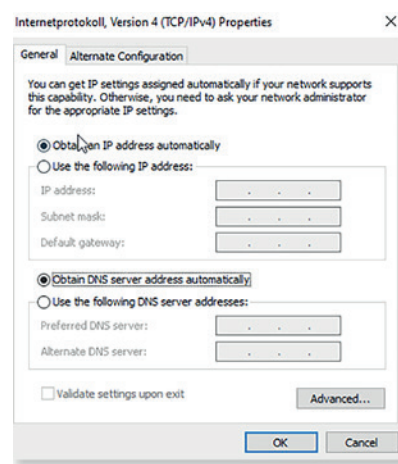 Internetprotokoll, Version 4 (TCP/IPv4) Properties
General
Alternate Configuration
You can get IP settings assigned automatically if your network supports
this capability. Otherwise, you need to ask your network administrator
for the appropriate IP settings.
Obtain an IP address automatically
Use the following IP address:
IP address:
Subnet mask:
Default gateway:
Obtain DNS server address automatically
Use the following DNS server addresses:
Preferred DNS server:
Alternate DNS server:
Validate settings upon exit
Advanced...
OK
Cancel